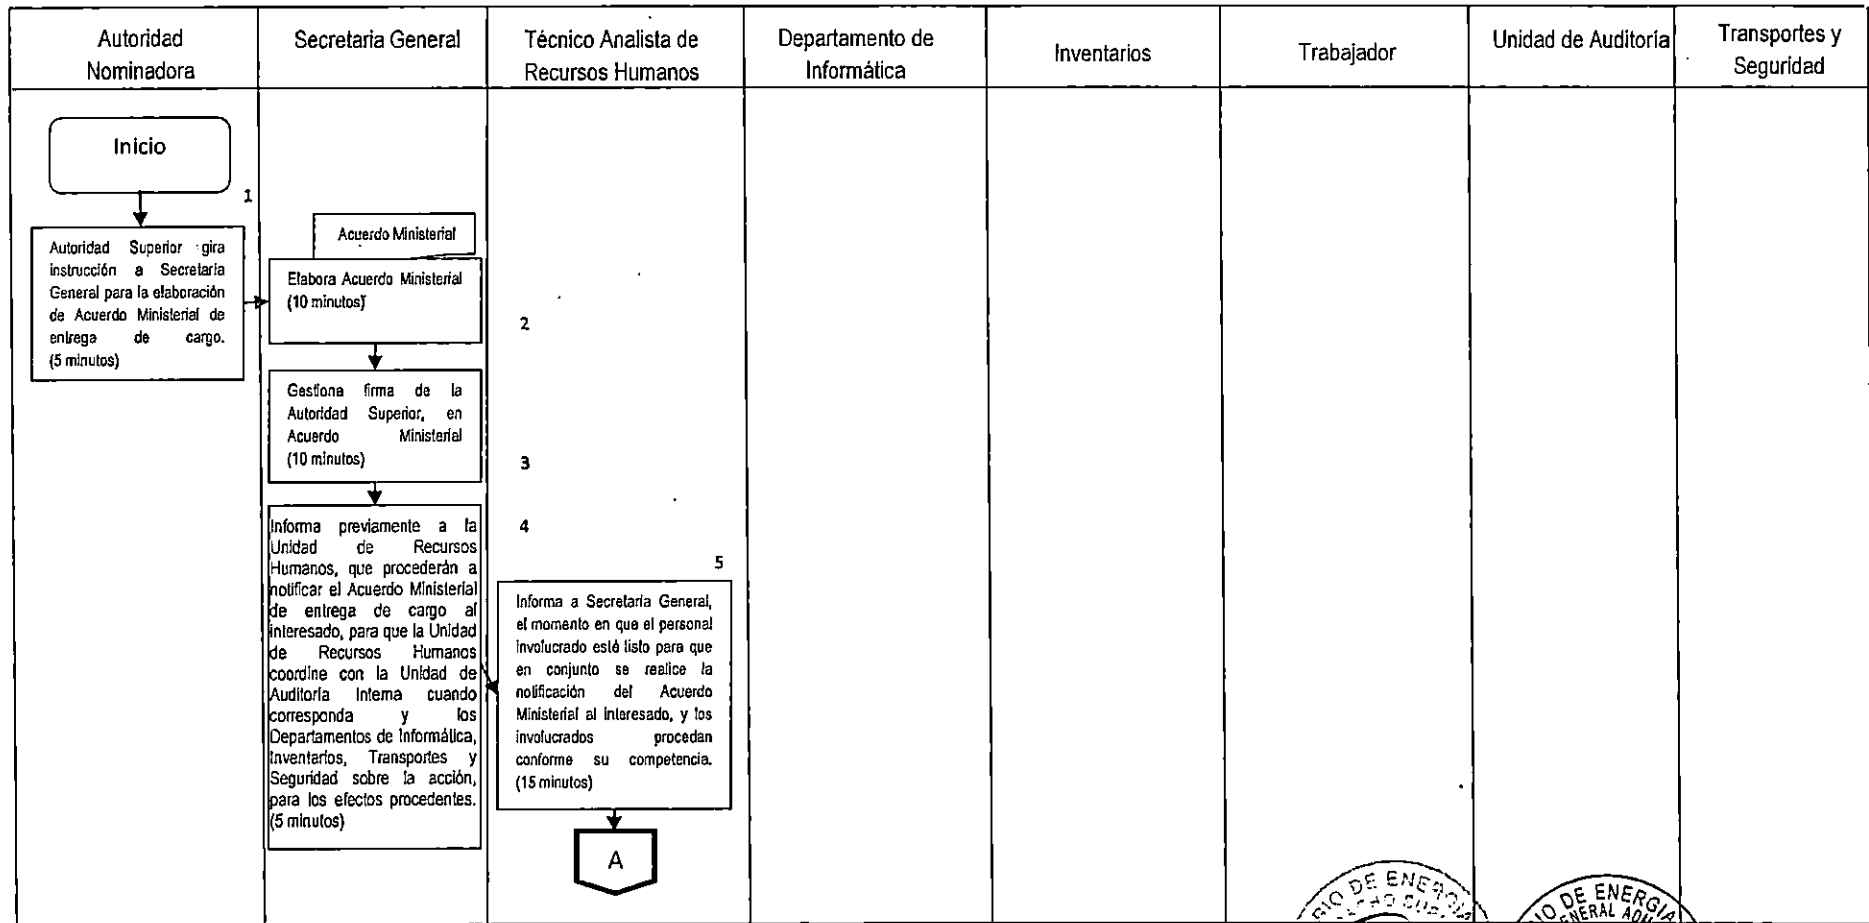 Autoridad
Nominadora
Secretaria General
Técnico Analista de
Recursos Humanos
Departamento de
Informática
Inventarios
Trabajador
Unidad de Auditoría
Transportes y
Seguridad
Inicio
1
Autoridad Superior gira
instrucción a Secretaria
General para la elaboración
de Acuerdo Ministerial de
entrega de cargo.
(5 minutos)
Acuerdo Ministerial
Elabora Acuerdo Ministerial
(10 minutos)
2
Gestiona firma de la
Autoridad Superior, en
Acuerdo Ministerial
(10 minutos)
3
Informa previamente a la
Unidad de Recursos
Humanos, que procederán a
notificar el Acuerdo Ministerial
de entrega de cargo al
interesado, para que la Unidad
de Recursos Humanos
coordine con la Unidad de
Auditoría Interna cuando
corresponda y los
Departamentos de Informática,
Inventarios, Transportes y
Seguridad sobre la acción,
para los efectos procedentes.
(5 minutos)
4
5
Informa a Secretaria General,
el momento en que el personal
involucrado esté listo para que
en conjunto se realice la
notificación del Acuerdo
Ministerial al interesado, y los
involucrados procedan
conforme su competencia.
(15 minutos)
A
DE ENERGIA
DE ENERGIA
GENERAL